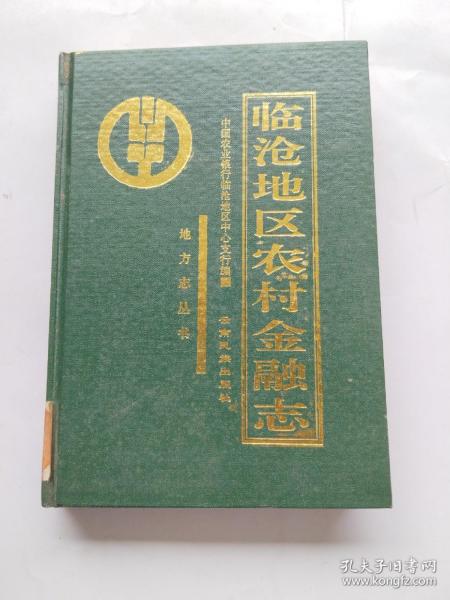 临沧地区农村金融志
中国农业银行临沧地区中心支行编
云南民族出版社
地方志丛书
孔夫子旧书网
www.kongfz.com